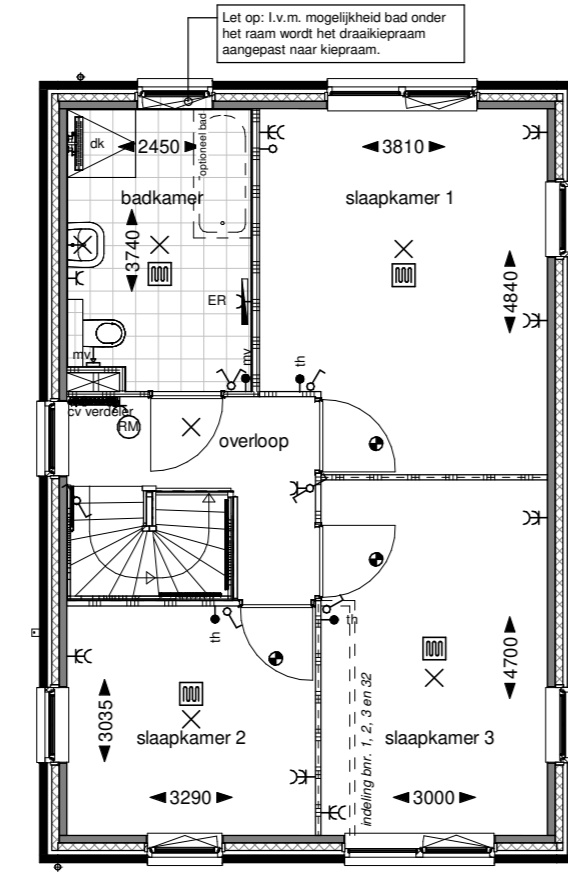 Let op: I.v.m. mogelijkheid bad onder
het raam wordt het draaikiepraam
aangepast naar kiepraam.
dk
2450
"optioneel bad"
3810
badkamer
slaapkamer 1
3740
4840
ER
mv
mv
th
cv verdeler
RM
overloop
th
th
3035
slaapkamer 2
3290
indeling bnr. 1, 2, 3 en 32
slaapkamer 3
4700
3000